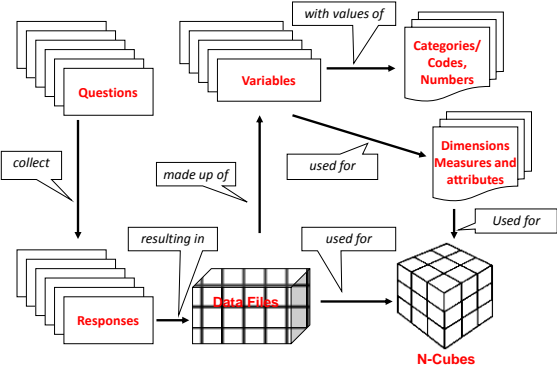 with values of
Categories/
Codes,
Numbers
Questions
Variables
Dimensions
Measures and
attributes
collect
made up of
used for
Used for
resulting in
used for
Responses
Data Files
N-Cubes